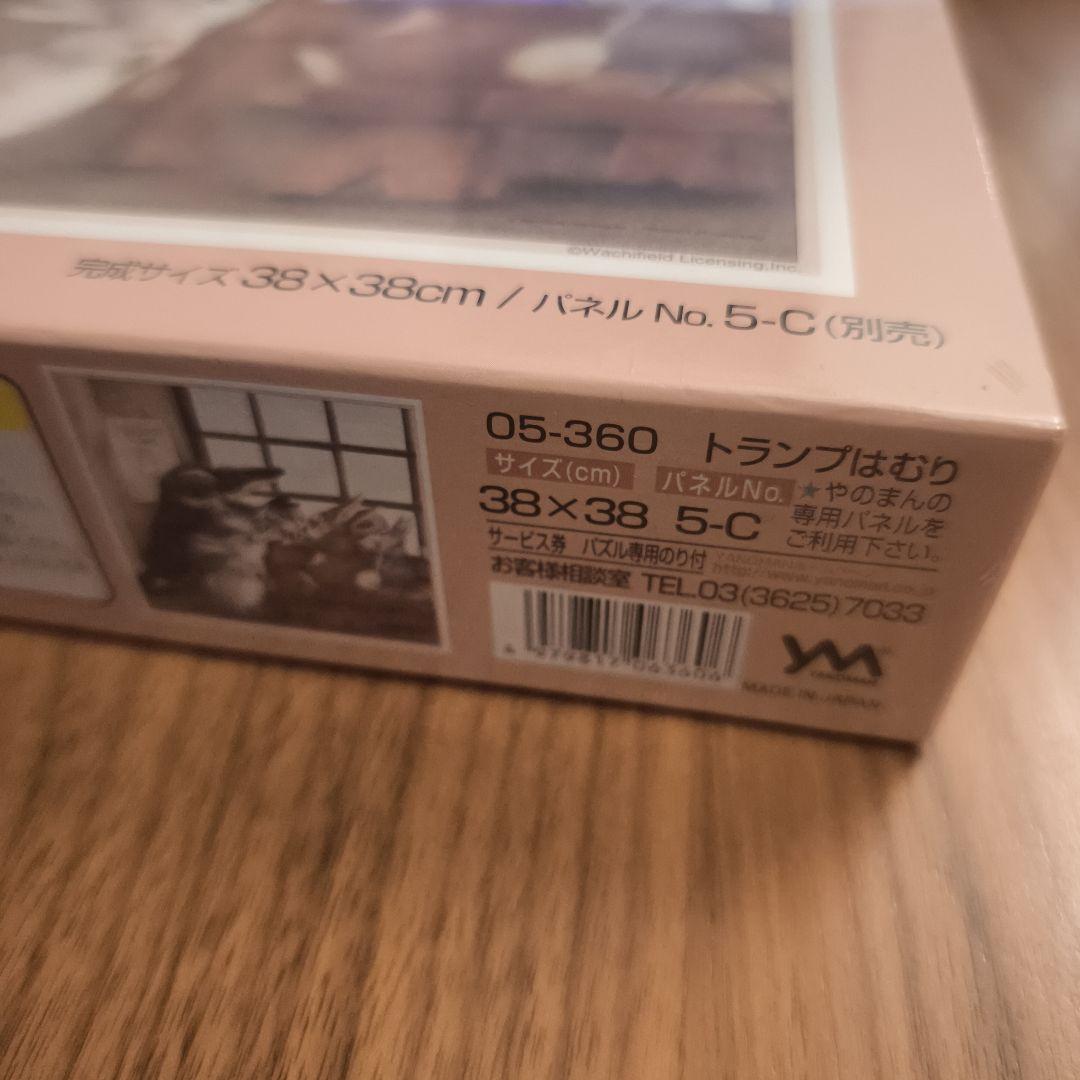 ©Wachifield Licensing,Inc.
完成サイズ 38×38cm / パネル No. 5-C(別売)
05-360 トランプはむり
サイズ(cm) パネルNo.
38×38 5-C
★やのまんの
専用パネルを
ご利用下さい。
サービス券 パズル専用のり付
お客様相談室 TEL.03(3625)7033
YM
YANOMAN
MADE IN JAPAN